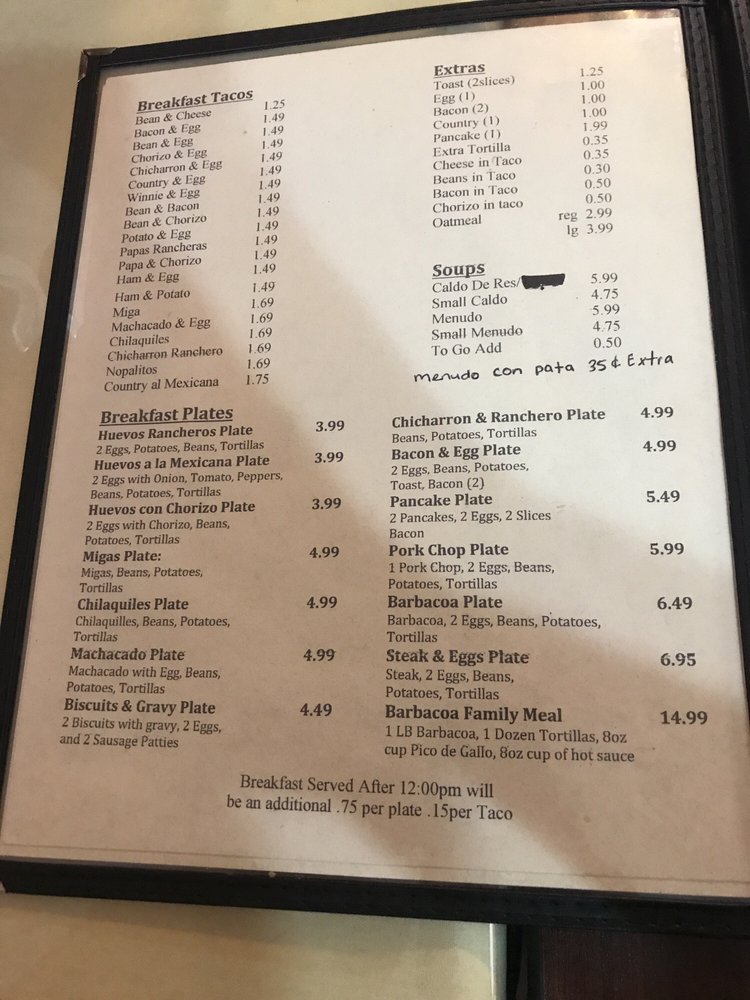 Breakfast Tacos
Bean & Cheese 1.25
Bacon & Egg 1.49
Bean & Egg 1.49
Chorizo & Egg 1.49
Chicharron & Egg 1.49
Country & Egg 1.49
Winnie & Egg 1.49
Bean & Bacon 1.49
Bean & Chorizo 1.49
Potato & Egg 1.49
Papas Rancheras 1.49
Papa & Chorizo 1.49
Ham & Egg 1.49
Ham & Potato 1.49
Miga 1.69
Machacado & Egg 1.69
Chilaquiles 1.69
Chicharron Ranchero 1.69
Nopalitos 1.69
Country al Mexicana 1.75
Extras
Toast (2slices) 1.25
Egg (1) 1.00
Bacon (2) 1.00
Country (1) 1.00
Pancake (1) 1.99
Extra Tortilla 0.35
Cheese in Taco 0.35
Beans in Taco 0.30
Bacon in Taco 0.50
Chorizo in taco 0.50
Oatmeal reg 2.99
lg 3.99
Soups
Caldo De Res/ 5.99
Small Caldo 4.75
Menudo 5.99
Small Menudo 4.75
To Go Add 0.50
menudo con pata 35¢ Extra
Breakfast Plates
Huevos Rancheros Plate 3.99
2 Eggs, Potatoes, Beans, Tortillas
Huevos a la Mexicana Plate 3.99
2 Eggs with Onion, Tomato, Peppers,
Beans, Potatoes, Tortillas
Huevos con Chorizo Plate 3.99
2 Eggs with Chorizo, Beans,
Potatoes, Tortillas
Migas Plate: 4.99
Migas, Beans, Potatoes,
Tortillas
Chilaquiles Plate 4.99
Chilaquilles, Beans, Potatoes,
Tortillas
Machacado Plate 4.99
Machacado with Egg, Beans,
Potatoes, Tortillas
Biscuits & Gravy Plate 4.49
2 Biscuits with gravy, 2 Eggs,
and 2 Sausage Patties
Chicharron & Ranchero Plate 4.99
Beans, Potatoes, Tortillas
Bacon & Egg Plate 4.99
2 Eggs, Beans, Potatoes,
Toast, Bacon (2)
Pancake Plate 5.49
2 Pancakes, 2 Eggs, 2 Slices
Bacon
Pork Chop Plate 5.99
1 Pork Chop, 2 Eggs, Beans,
Potatoes, Tortillas
Barbacoa Plate 6.49
Barbacoa, 2 Eggs, Beans, Potatoes,
Tortillas
Steak & Eggs Plate 6.95
Steak, 2 Eggs, Beans,
Potatoes, Tortillas
Barbacoa Family Meal 14.99
1 LB Barbacoa, 1 Dozen Tortillas, 8oz
cup Pico de Gallo, 8oz cup of hot sauce
Breakfast Served After 12:00pm will
be an additional .75 per plate .15per Taco